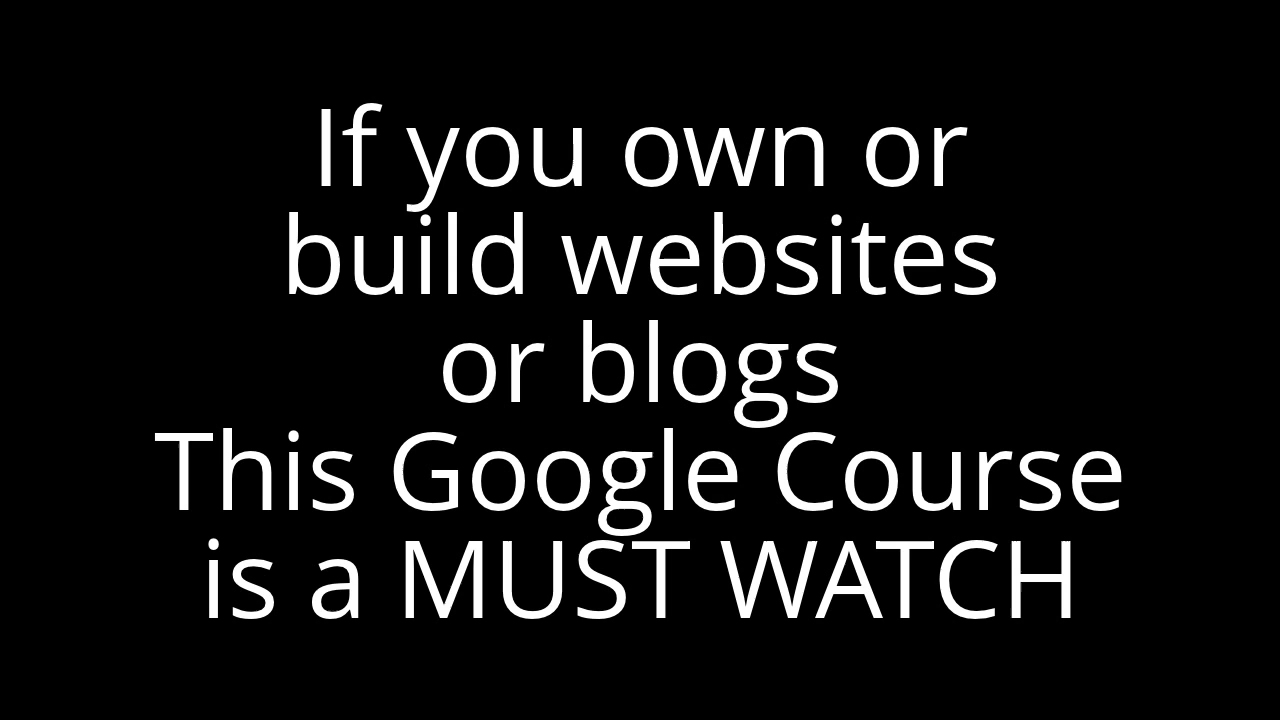 If you own or
build websites
or blogs
This Google Course
is a MUST WATCH